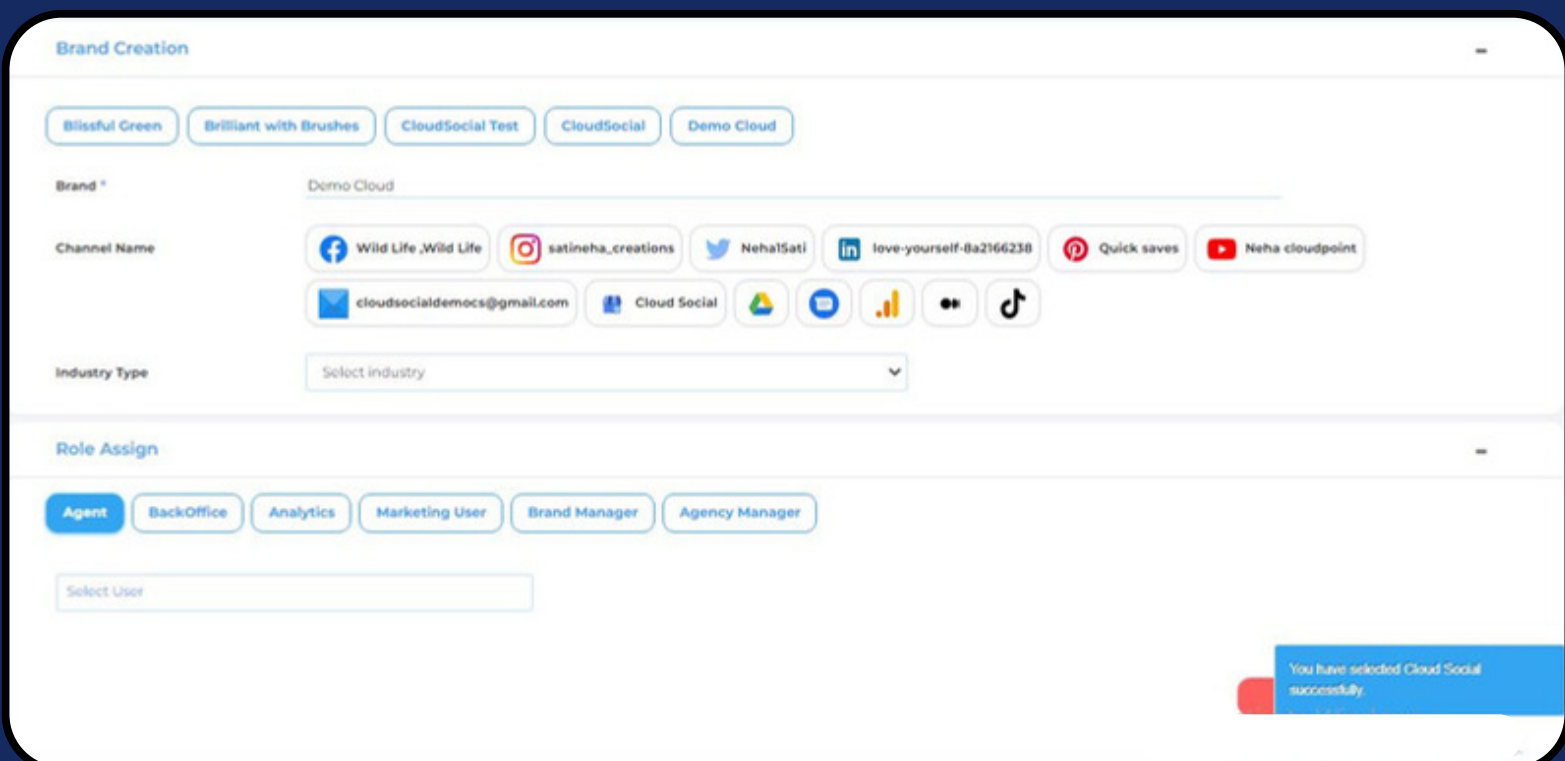 Brand Creation
Blissful Green Brilliant with Brushes CloudSocial Test CloudSocial Demo Cloud
Brand * Demo Cloud
Channel Name Wild Life ,Wild Life satineha_creations Neha1Sati love-yourself-8a2166238 Quick saves Neha cloudpoint
cloudsocialdemocs@gmail.com Cloud Social
Industry Type Select industry
Role Assign
Agent BackOffice Analytics Marketing User Brand Manager Agency Manager
Select User
You have selected Cloud Social
successfully.